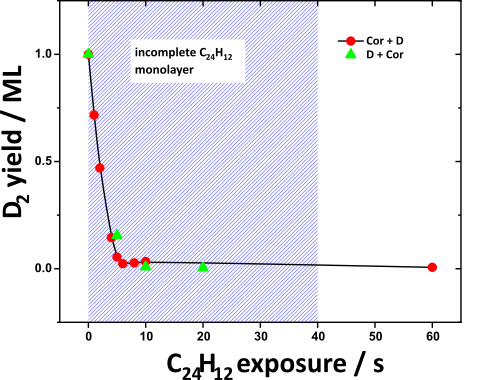 1.0
0.5
0.0
D₂ yield / ML
incomplete C₂₄H₁₂
monolayer
Cor + D
D + Cor
0 10 20 30 40 50 60
C₂₄H₁₂ exposure / s